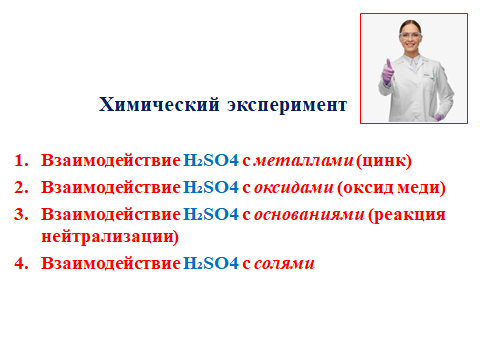 Химический эксперимент
1. Взаимодействие H₂SO4 с металлами (цинк)
2. Взаимодействие H₂SO4 с оксидами (оксид меди)
3. Взаимодействие H₂SO4 с основаниями (реакция
нейтрализации)
4. Взаимодействие H₂SO4 с солями